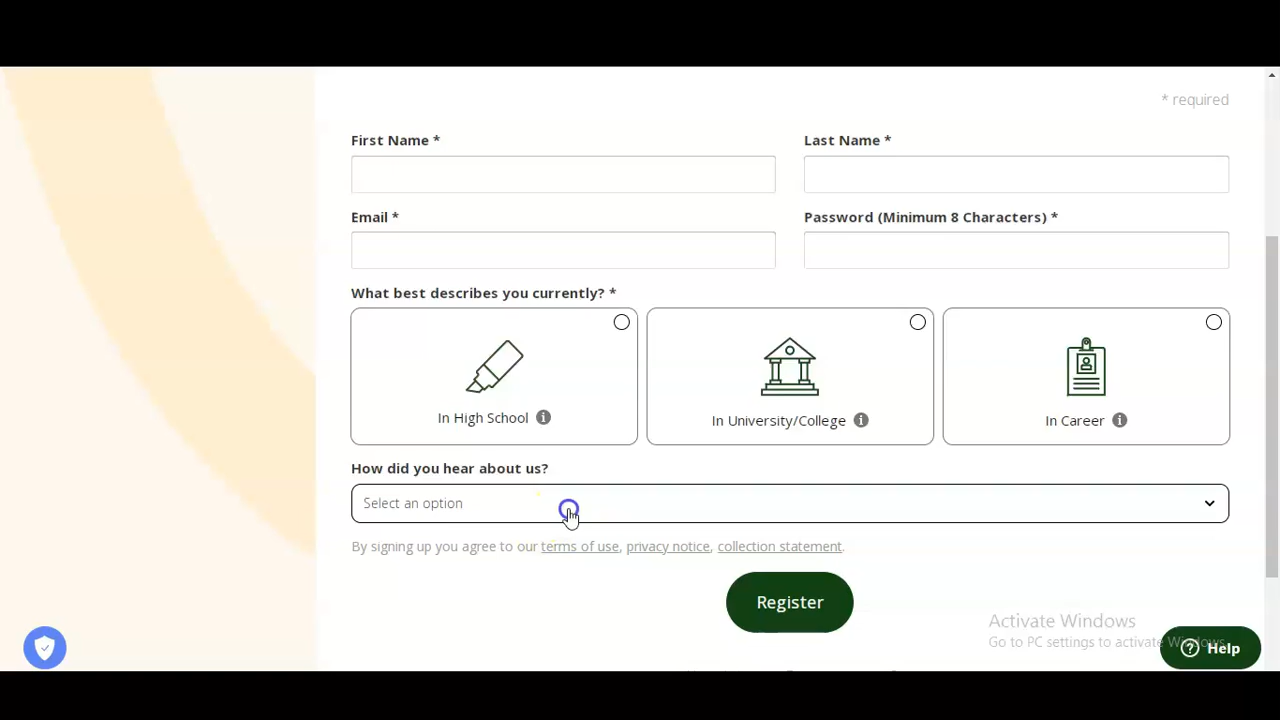 * required
First Name *
Last Name *
Email *
Password (Minimum 8 Characters) *
What best describes you currently? *
In High School
In University/College
In Career
How did you hear about us?
Select an option
By signing up you agree to our terms of use, privacy notice, collection statement.
Register
Activate Windows
Go to PC settings to activate Windows.
Help